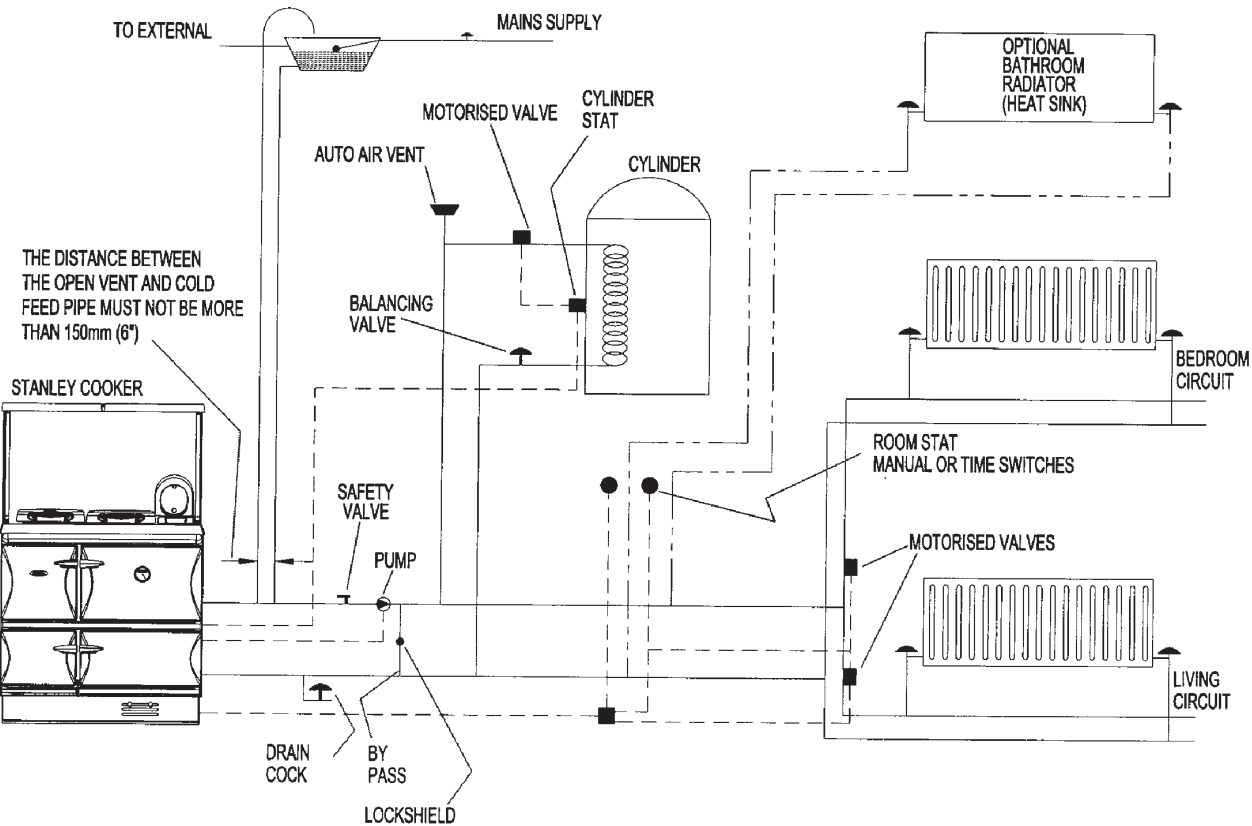 TO EXTERNAL
MAINS SUPPLY
OPTIONAL
BATHROOM
RADIATOR
(HEAT SINK)
MOTORISED VALVE
CYLINDER
STAT
AUTO AIR VENT
CYLINDER
THE DISTANCE BETWEEN
THE OPEN VENT AND COLD
FEED PIPE MUST NOT BE MORE
THAN 150mm (6")
BALANCING
VALVE
STANLEY COOKER
BEDROOM
CIRCUIT
ROOM STAT
MANUAL OR TIME SWITCHES
SAFETY
VALVE
PUMP
MOTORISED VALVES
LIVING
CIRCUIT
DRAIN
COCK
BY
PASS
LOCKSHIELD